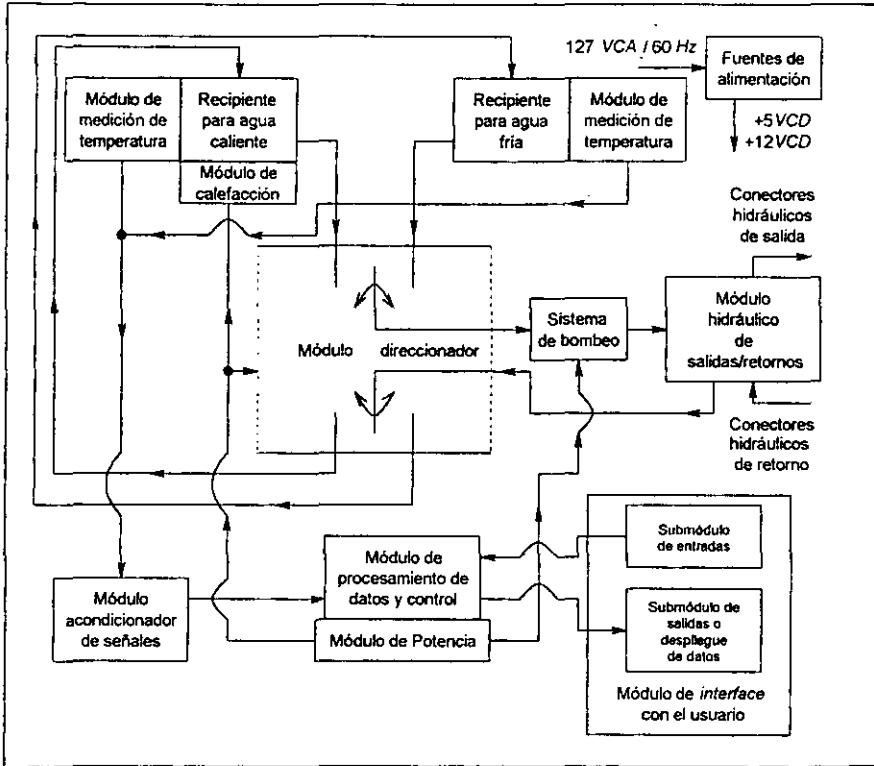 127 VCA / 60 Hz
Fuentes de
alimentación
+5 VCD
+12VCD
Módulo de
medición de
temperatura
Recipiente
para agua
caliente
Módulo de
calefacción
Recipiente
para agua
fría
Módulo de
medición de
temperatura
Conectores
hidráulicos
de salida
Módulo direccionador
Sistema
de bombeo
Módulo
hidráulico
de
salidas/retornos
Conectores
hidráulicos
de retorno
Módulo
acondicionador
de señales
Módulo de
procesamiento de
datos y control
Módulo de Potencia
Submódulo
de entradas
Submódulo de
salidas o
despliegue
de datos
Módulo de interface
con el usuario